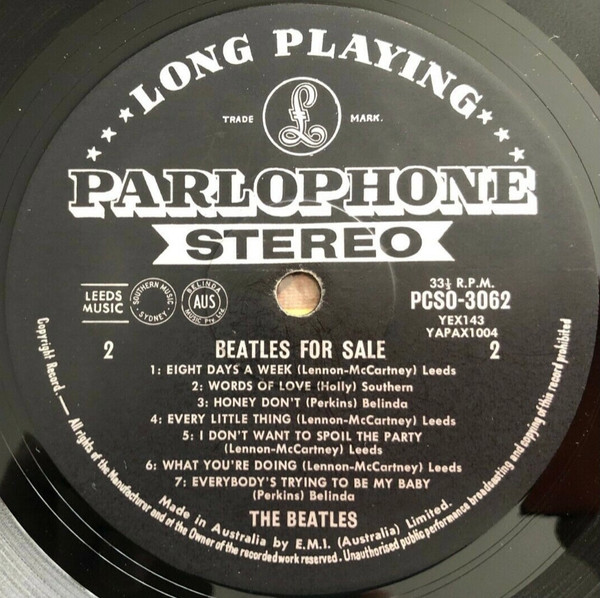 LONG PLAYING
TRADE MARK.
£
PARLOPHONE
STEREO
LEEDS
MUSIC
SOUTHERN MUSIC
• SYDNEY •
BELINDA
AUS
MUSIC Pty. Ltd.
33⅓ R.P.M.
PCSO-3062
YEX143
YAPAX1004
2
BEATLES FOR SALE
2
1: EIGHT DAYS A WEEK (Lennon-McCartney) Leeds
2: WORDS OF LOVE (Holly) Southern
3: HONEY DON'T (Perkins) Belinda
4: EVERY LITTLE THING (Lennon-McCartney) Leeds
5: I DON'T WANT TO SPOIL THE PARTY
(Lennon-McCartney) Leeds
6: WHAT YOU'RE DOING (Lennon-McCartney) Leeds
7: EVERYBODY'S TRYING TO BE MY BABY
(Perkins) Belinda
THE BEATLES
Made in Australia by E.M.I. (Australia) Limited.
Copyright Record.— All rights of the Manufacturer and of the Owner of the recorded work reserved. Unauthorised public performance broadcasting and copying of this record prohibited